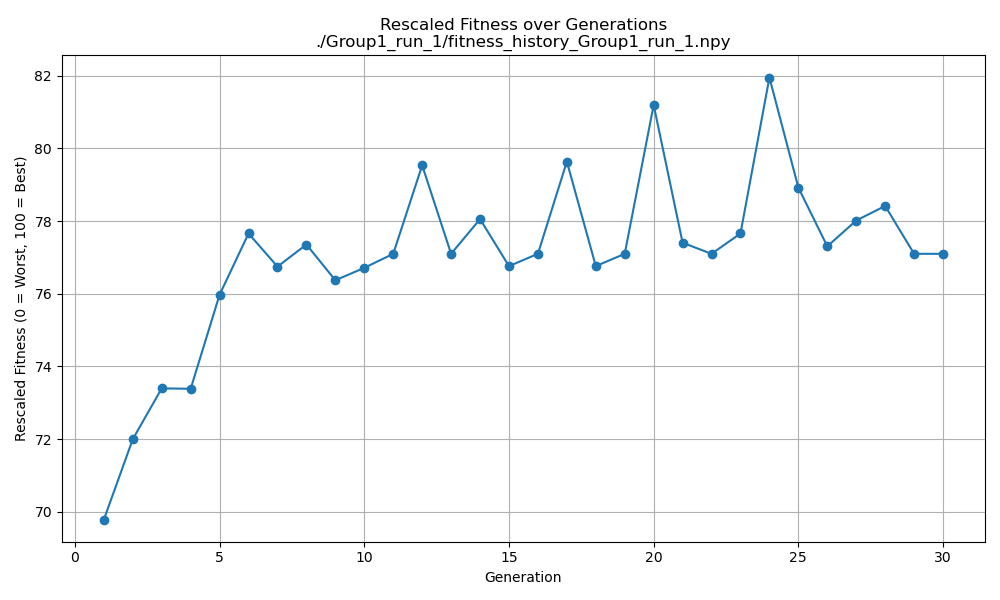 Rescaled Fitness over Generations
./Group1_run_1/fitness_history_Group1_run_1.npy
Rescaled Fitness (0 = Worst, 100 = Best)
82
80
78
76
74
72
70
0 5 10 15 20 25 30
Generation